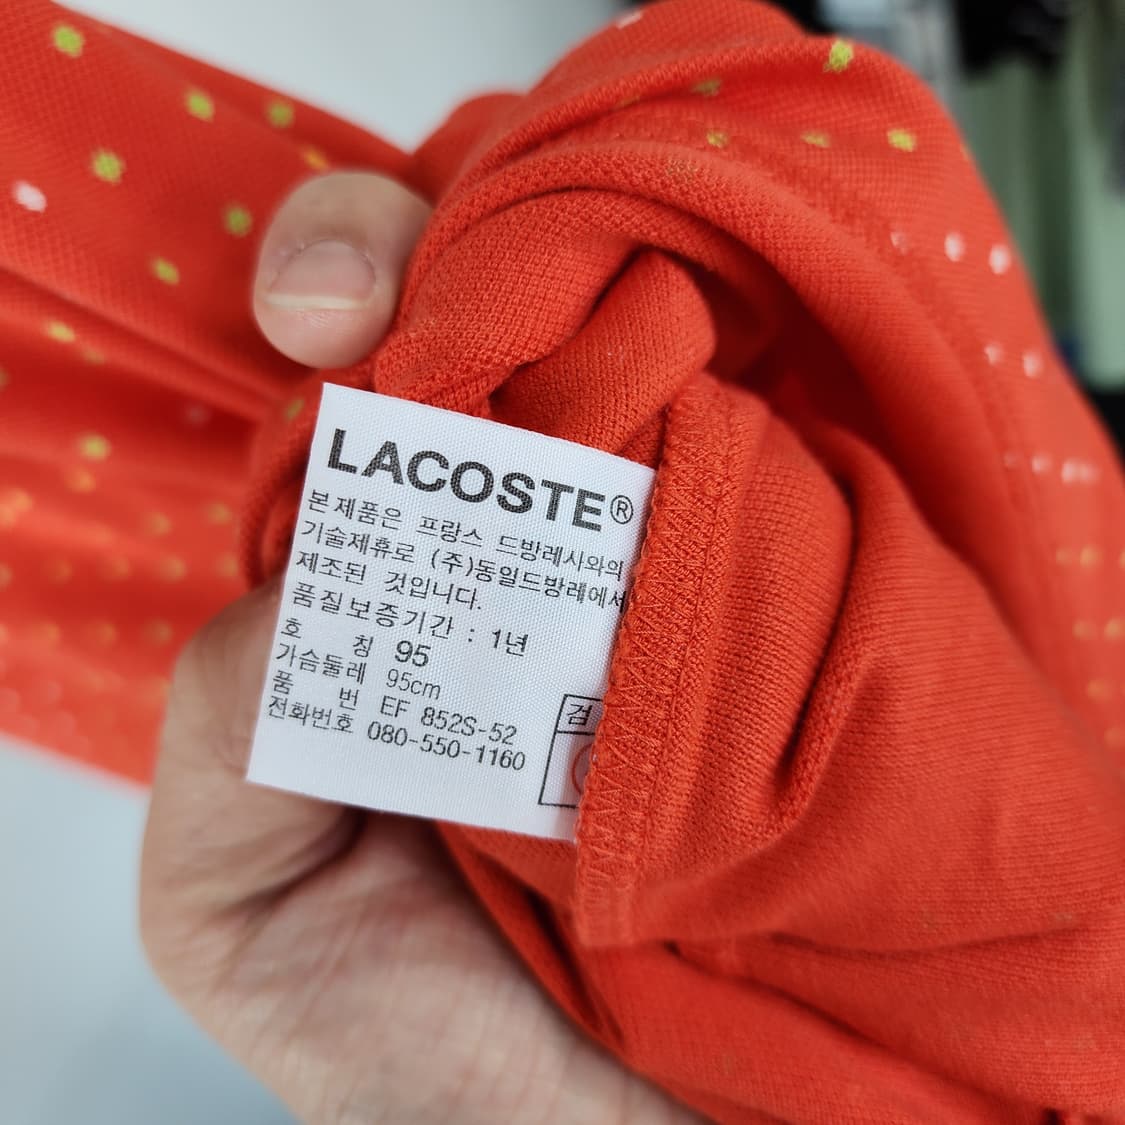 LACOSTE®
본 제품은 프랑스 드방레사와의
기술제휴로 (주)동일드방레에서
제조된 것입니다.
품질보증기간 : 1년
호 칭 95
가슴둘레 95cm
품 번 EF 852S-52
전화번호 080-550-1160
검